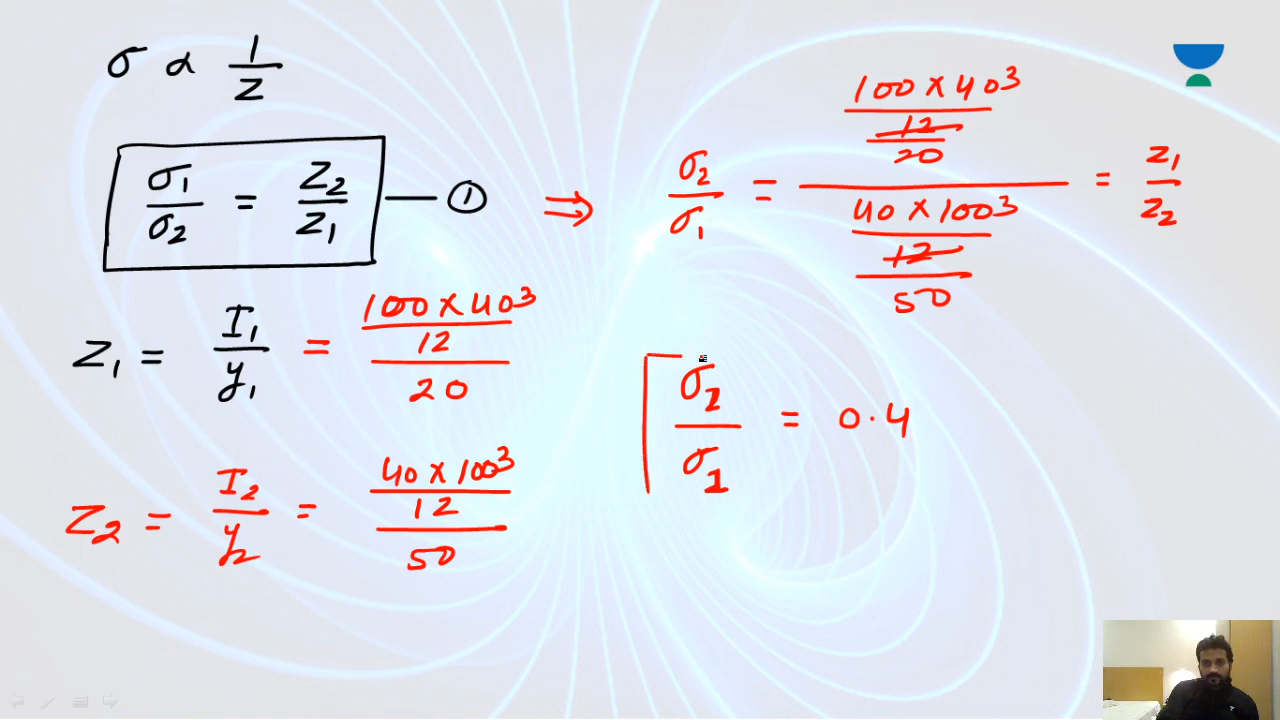 σ ∝ 1/Z
σ1/σ2 = Z2/Z1 — ①
Z1 = I1/y1 = (100×40³/12)/20
Z2 = I2/y2 = (40×100³/12)/50
⇒ σ2/σ1 = ((100×40³/12)/20)/((40×100³/12)/50) = Z1/Z2
σ2/σ1 = 0.4